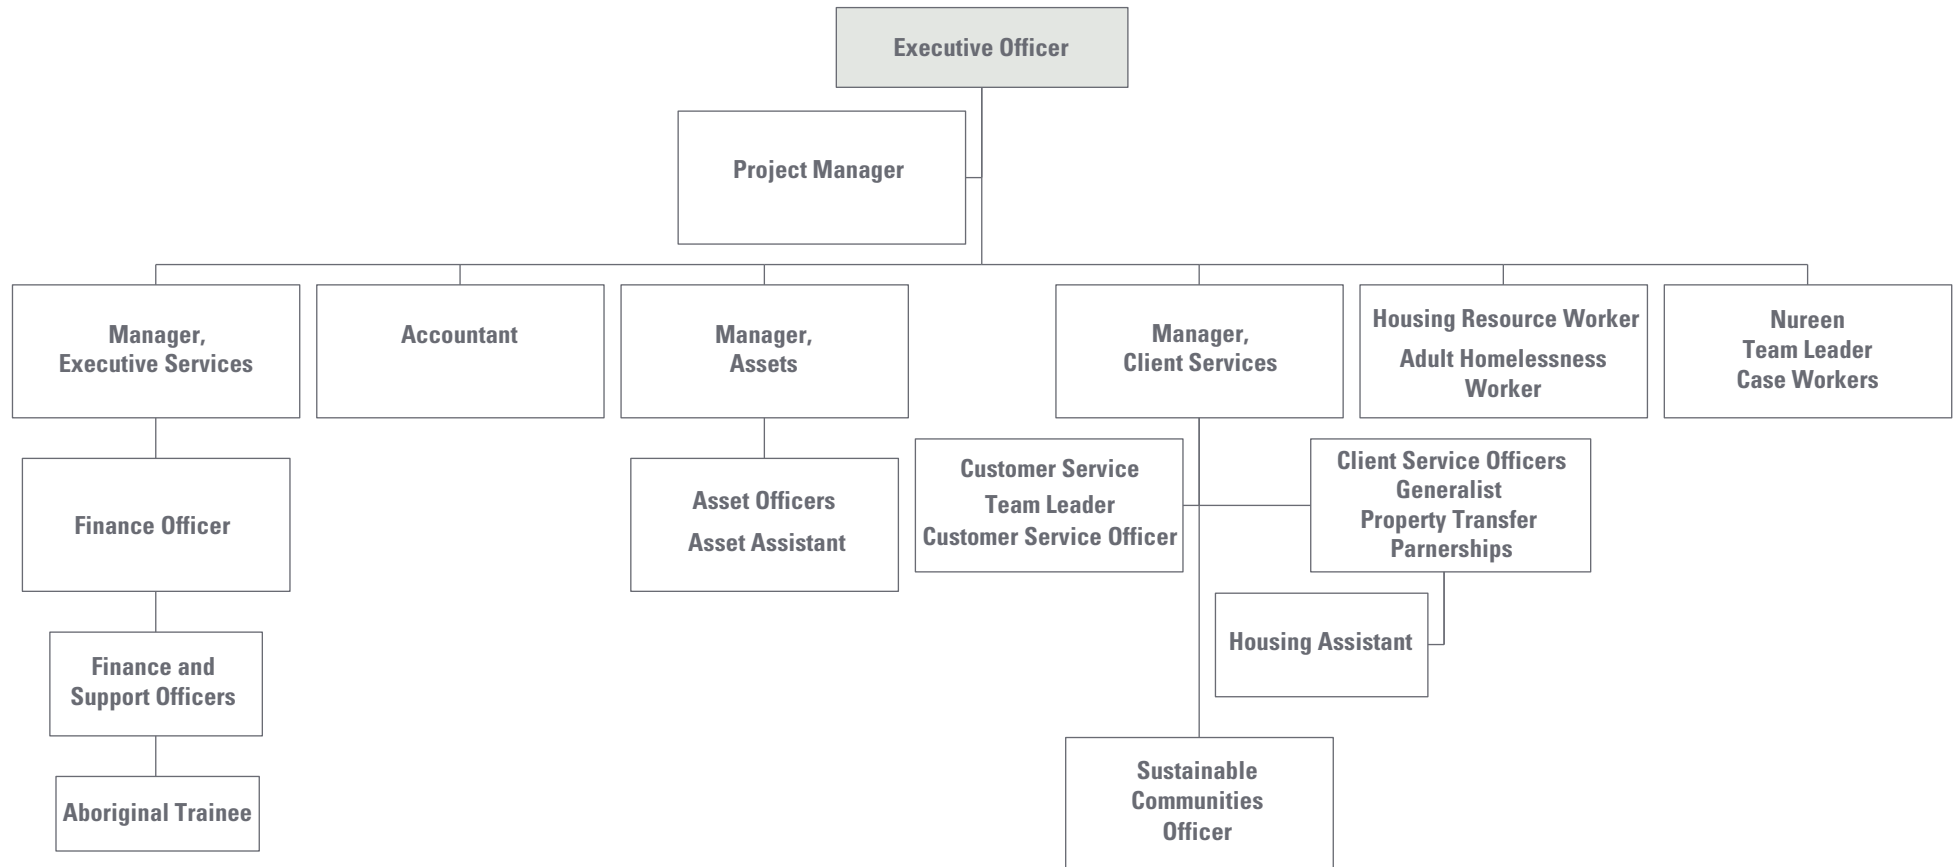 Executive Officer
Project Manager
Manager,
Executive Services
Accountant
Manager,
Assets
Manager,
Client Services
Housing Resource Worker
Adult Homelessness
Worker
Nureen
Team Leader
Case Workers
Finance Officer
Asset Officers
Asset Assistant
Customer Service
Team Leader
Customer Service Officer
Client Service Officers
Generalist
Property Transfer
Parnerships
Housing Assistant
Finance and
Support Officers
Aboriginal Trainee
Sustainable
Communities
Officer